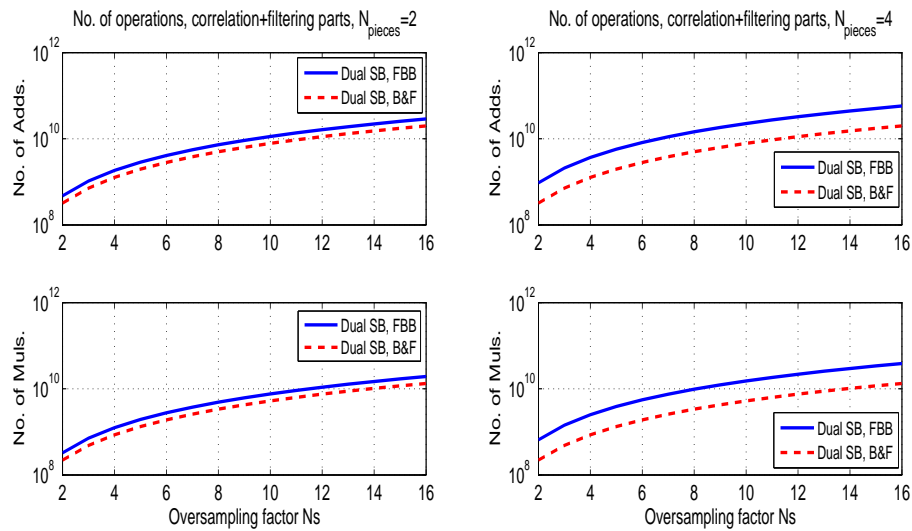 No. of operations, correlation+filtering parts, N_pieces=2
10^12
10^10
10^8
No. of Adds.
Dual SB, FBB
Dual SB, B&F
2 4 6 8 10 12 14 16
No. of operations, correlation+filtering parts, N_pieces=4
10^12
10^10
10^8
No. of Adds.
Dual SB, FBB
Dual SB, B&F
2 4 6 8 10 12 14 16
10^12
10^10
10^8
No. of Muls.
Dual SB, FBB
Dual SB, B&F
2 4 6 8 10 12 14 16
Oversampling factor Ns
10^12
10^10
10^8
No. of Muls.
Dual SB, FBB
Dual SB, B&F
2 4 6 8 10 12 14 16
Oversampling factor Ns